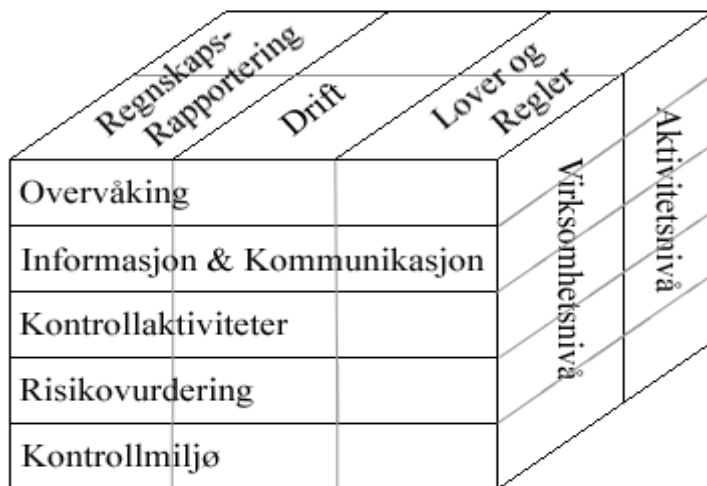 Regnskaps-
Rapportering
Drift
Lover og
Regler
Overvåking
Informasjon & Kommunikasjon
Kontrollaktiviteter
Risikovurdering
Kontrollmiljø
Virksomhetsnivå
Aktivitetsnivå